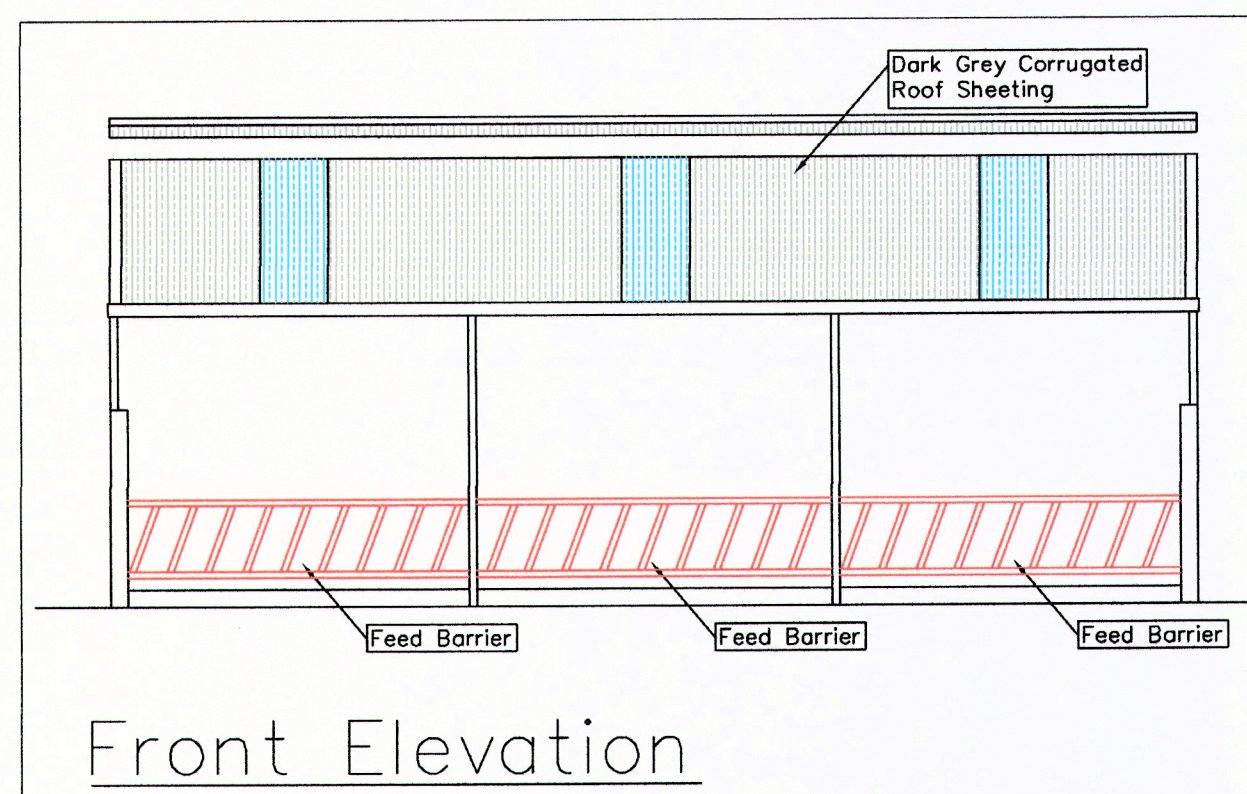 Dark Grey Corrugated
Roof Sheeting
Feed Barrier
Feed Barrier
Feed Barrier
Front Elevation